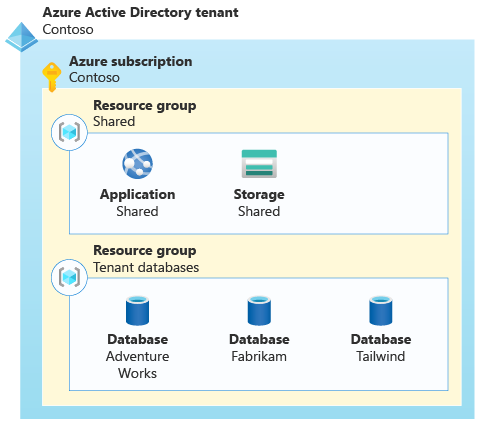 Azure Active Directory tenant
Contoso
Azure subscription
Contoso
Resource group
Shared
Application
Shared
Storage
Shared
Resource group
Tenant databases
Database
Adventure
Works
Database
Fabrikam
Database
Tailwind